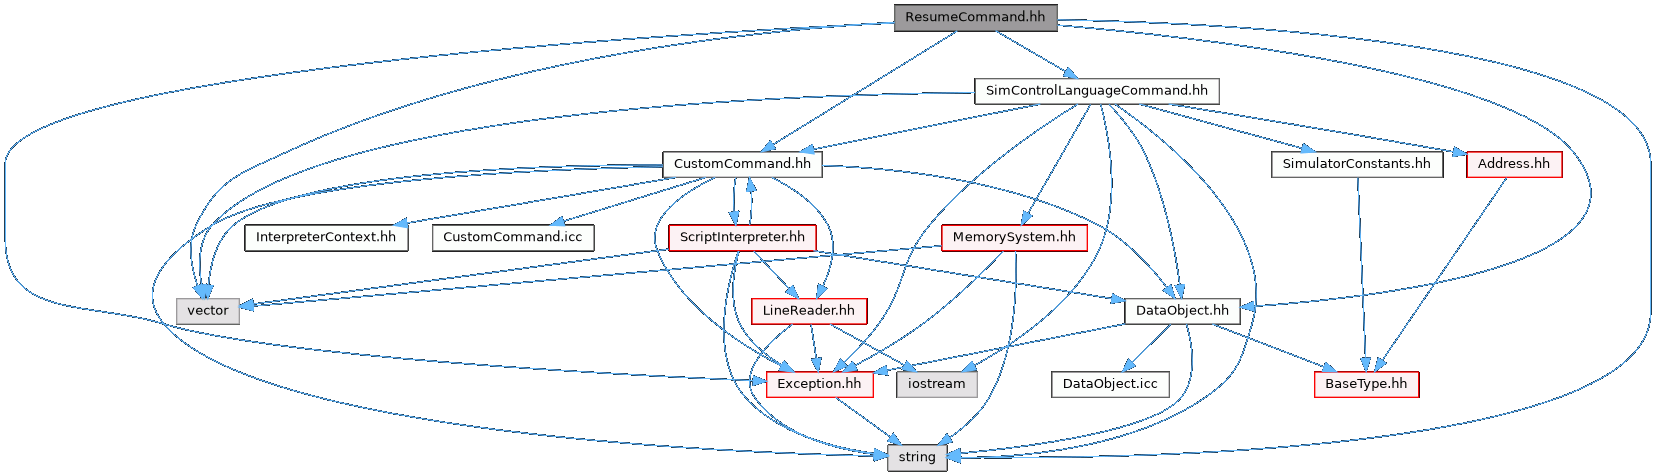 ResumeCommand.hh
SimControlLanguageCommand.hh
CustomCommand.hh
SimulatorConstants.hh
Address.hh
InterpreterContext.hh
CustomCommand.icc
ScriptInterpreter.hh
MemorySystem.hh
vector
LineReader.hh
DataObject.hh
Exception.hh
iostream
DataObject.icc
BaseType.hh
string